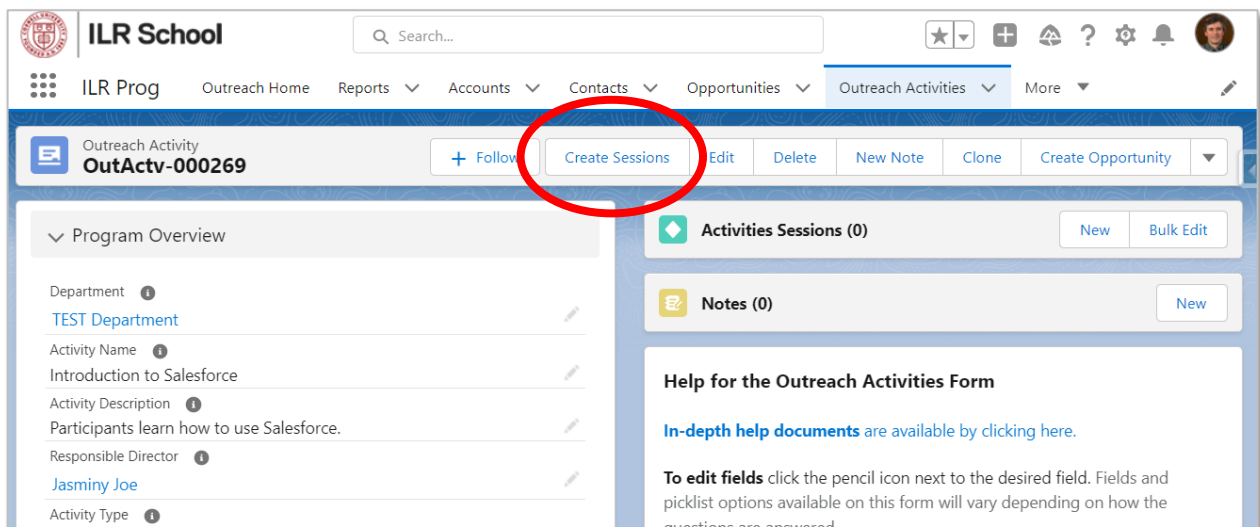 ILR School
Search...
ILR Prog Outreach Home Reports Accounts Contacts Opportunities Outreach Activities More
Outreach Activity
OutActv-000269
+ Follow Create Sessions Edit Delete New Note Clone Create Opportunity
Program Overview
Department
TEST Department
Activity Name
Introduction to Salesforce
Activity Description
Participants learn how to use Salesforce.
Responsible Director
Jasminy Joe
Activity Type
Activities Sessions (0) New Bulk Edit
Notes (0) New
Help for the Outreach Activities Form
In-depth help documents are available by clicking here.
To edit fields click the pencil icon next to the desired field. Fields and
picklist options available on this form will vary depending on how the
questions are answered.